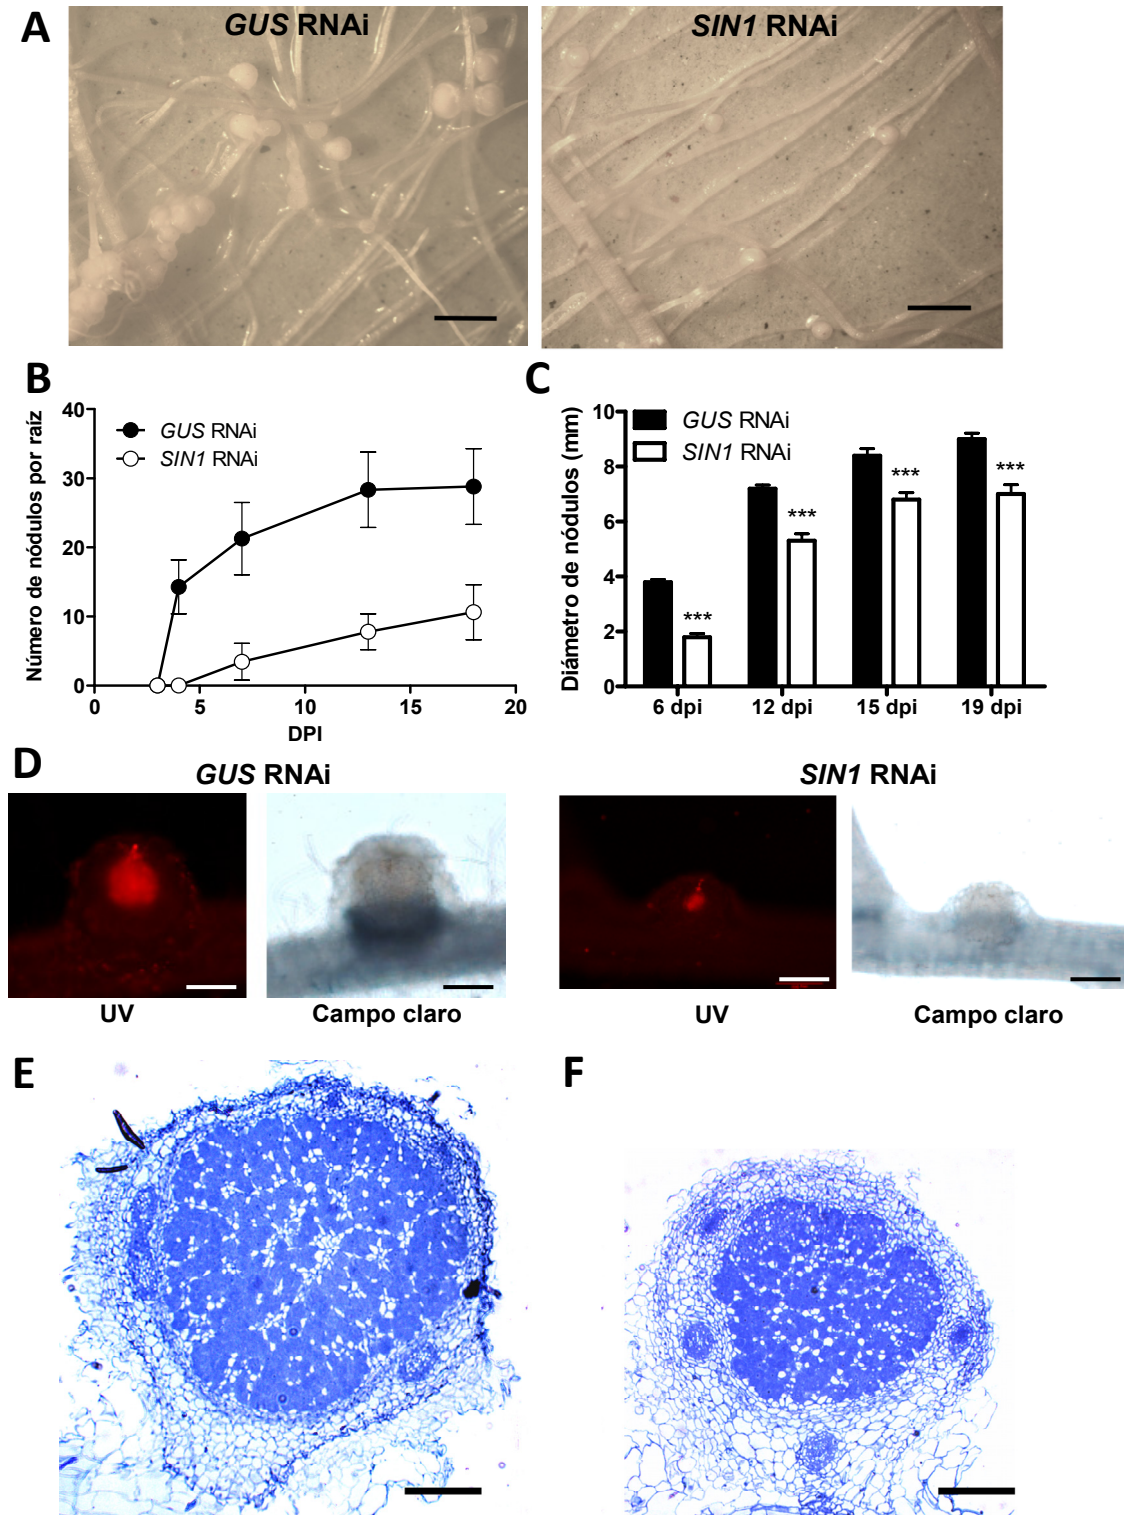 A
GUS RNAi
SIN1 RNAi
B
Número de nódulos por raíz
40
30
20
10
0
GUS RNAi
SIN1 RNAi
0
5
10
15
20
DPI
C
Diámetro de nódulos (mm)
10
8
6
4
2
0
GUS RNAi
SIN1 RNAi
***
***
***
***
6 dpi
12 dpi
15 dpi
19 dpi
D
GUS RNAi
SIN1 RNAi
UV
Campo claro
UV
Campo claro
E
F